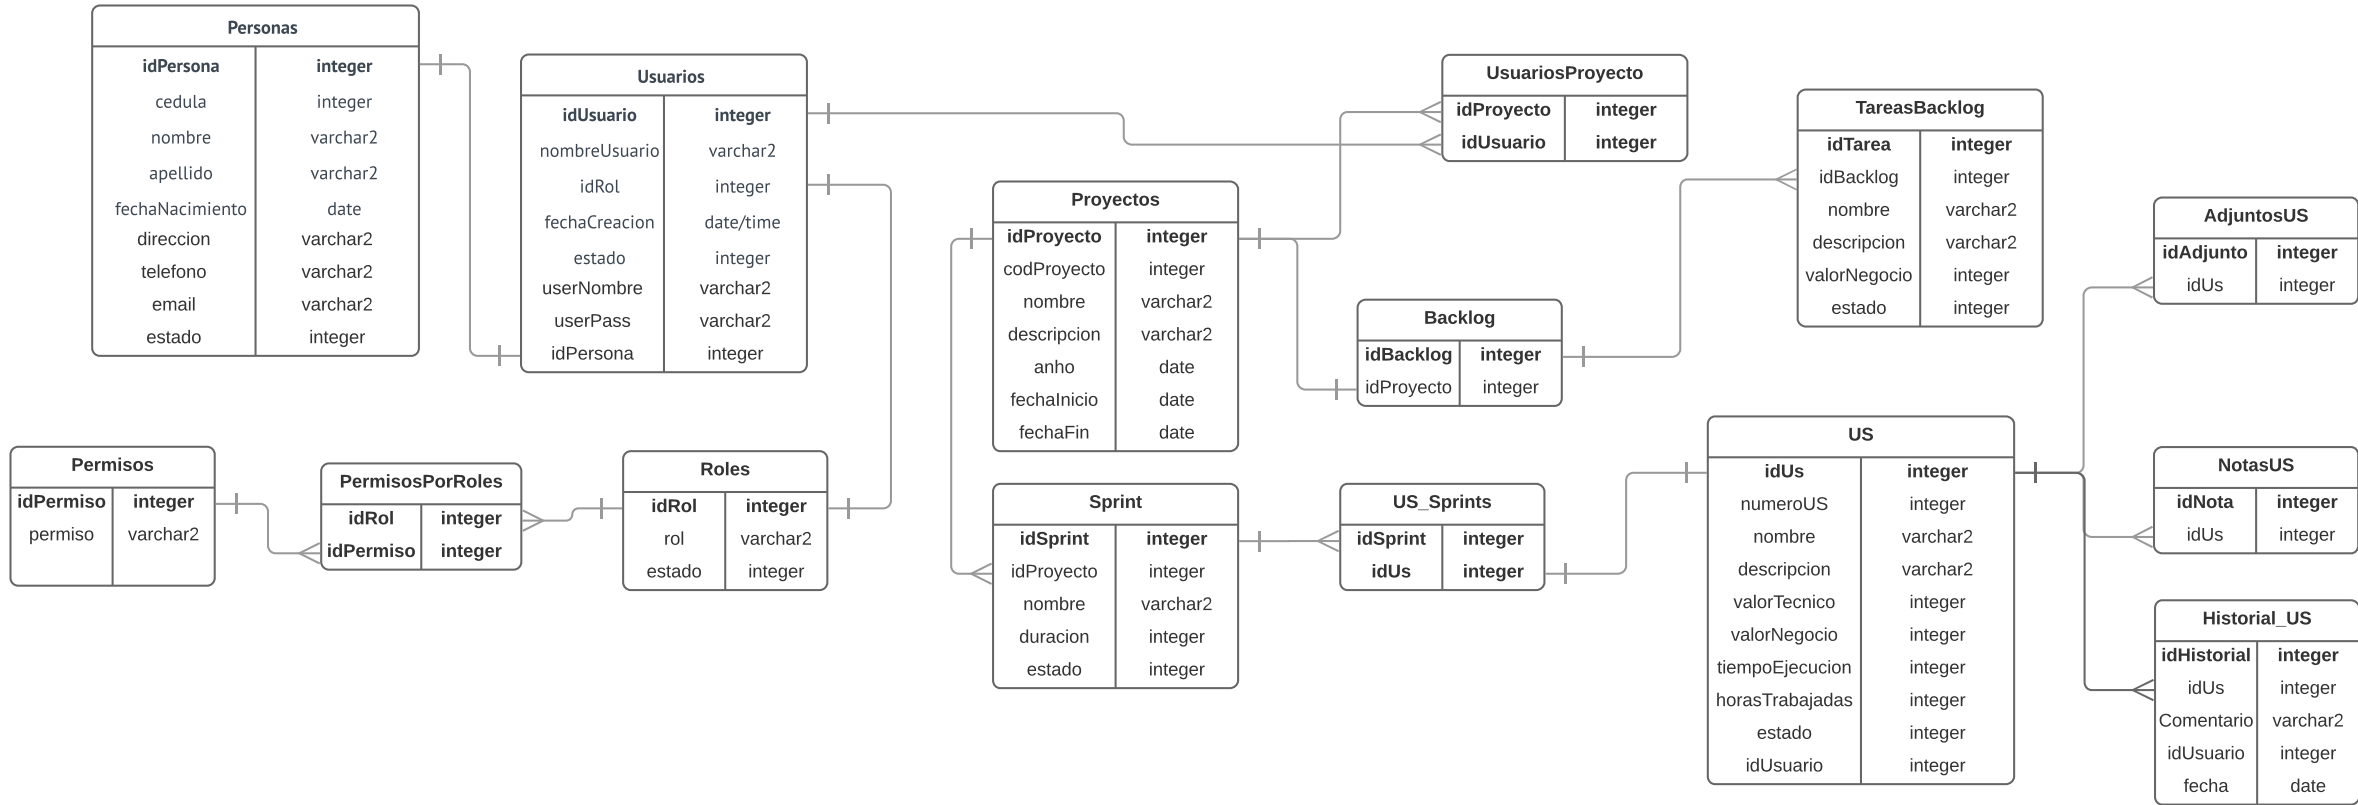 Personas
idPersona integer
cedula integer
nombre varchar2
apellido varchar2
fechaNacimiento date
direccion varchar2
telefono varchar2
email varchar2
estado integer
Usuarios
idUsuario integer
nombreUsuario varchar2
idRol integer
fechaCreacion date/time
estado integer
userNombre varchar2
userPass varchar2
idPersona integer
UsuariosProyecto
idProyecto integer
idUsuario integer
TareasBacklog
idTarea integer
idBacklog integer
nombre varchar2
descripcion varchar2
valorNegocio integer
estado integer
Proyectos
idProyecto integer
codProyecto integer
nombre varchar2
descripcion varchar2
anho date
fechaInicio date
fechaFin date
AdjuntosUS
idAdjunto integer
idUs integer
Backlog
idBacklog integer
idProyecto integer
Permisos
idPermiso integer
permiso varchar2
PermisosPorRoles
idRol integer
idPermiso integer
Roles
idRol integer
rol varchar2
estado integer
Sprint
idSprint integer
idProyecto integer
nombre varchar2
duracion integer
estado integer
US_Sprints
idSprint integer
idUs integer
US
idUs integer
numeroUS integer
nombre varchar2
descripcion varchar2
valorTecnico integer
valorNegocio integer
tiempoEjecucion integer
horasTrabajadas integer
estado integer
idUsuario integer
NotasUS
idNota integer
idUs integer
Historial_US
idHistorial integer
idUs integer
Comentario varchar2
idUsuario integer
fecha date